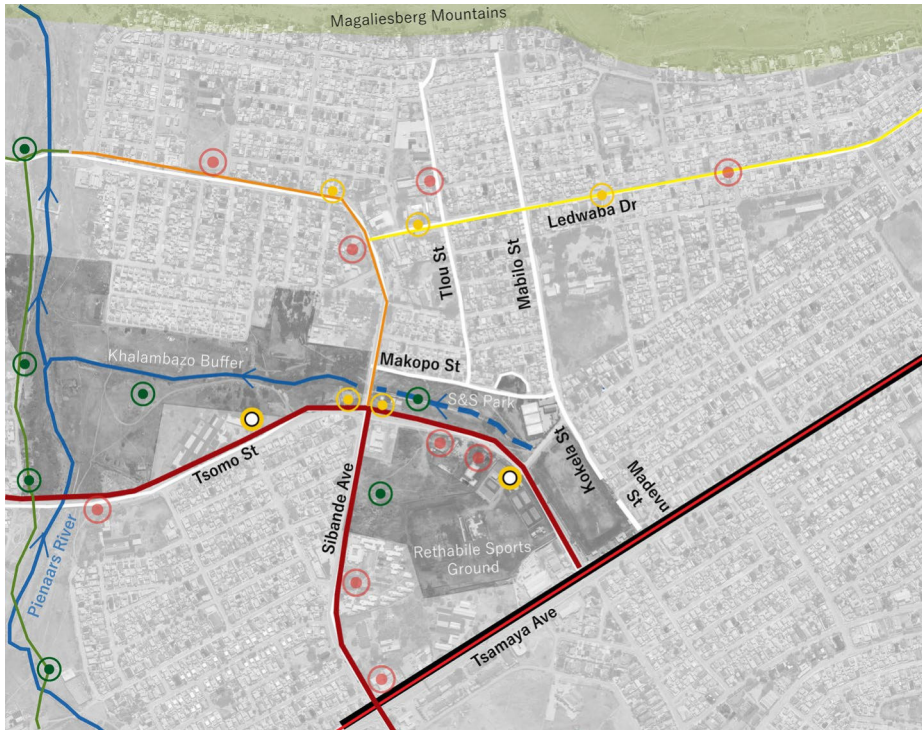 Magaliesberg Mountains
Ledwaba Dr
Tlou St
Mabilo St
Khalambazo Buffer
Makopo St
S&S Park
Tsomo St
Sibande Ave
Kokela St
Madevu
St
Rethabile Sports
Ground
Pienaars River
Tsamaya Ave